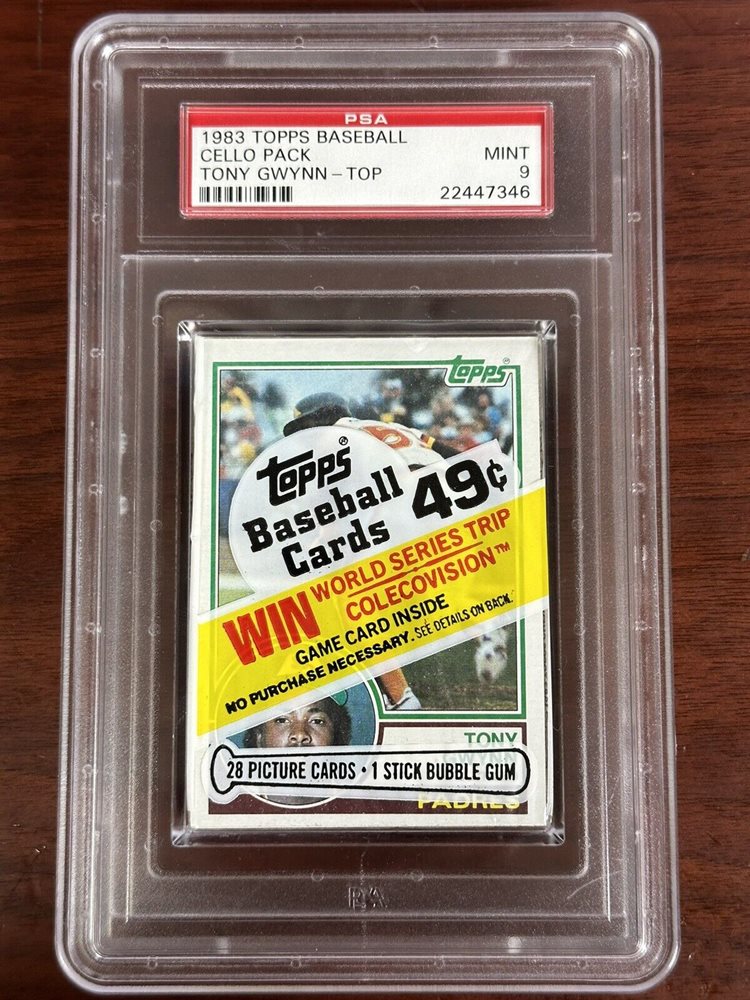 PSA
1983 TOPPS BASEBALL
CELLO PACK MINT
TONY GWYNN - TOP 9
22447346
Topps®
Topps®
Baseball
Cards 49¢
WIN WORLD SERIES TRIP
COLECOVISION™
GAME CARD INSIDE
NO PURCHASE NECESSARY. SEE DETAILS ON BACK.
TONY
GWYNN
28 PICTURE CARDS • 1 STICK BUBBLE GUM
PADRES
PSA